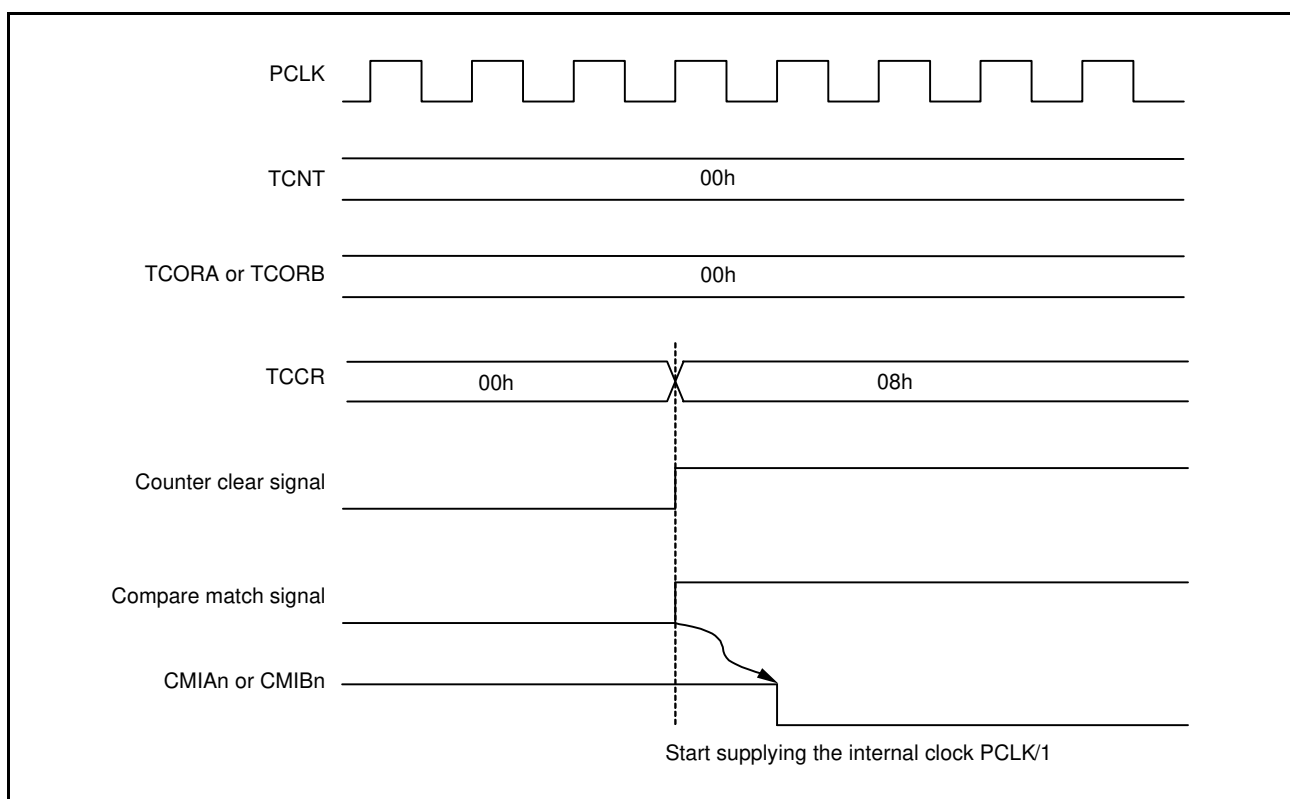 PCLK
TCNT
00h
TCORA or TCORB
00h
TCCR
00h
08h
Counter clear signal
Compare match signal
CMIAn or CMIBn
Start supplying the internal clock PCLK/1